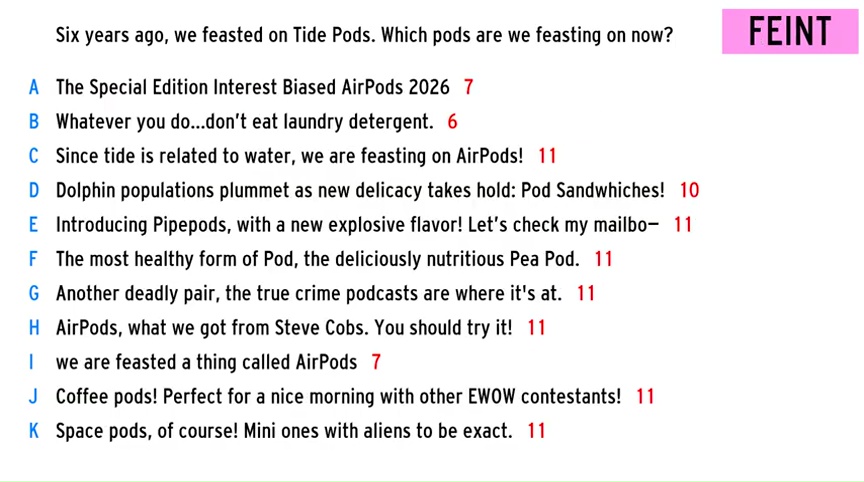 Six years ago, we feasted on Tide Pods. Which pods are we feasting on now?
FEINT
A The Special Edition Interest Biased AirPods 2026 7
B Whatever you do...don't eat laundry detergent. 6
C Since tide is related to water, we are feasting on AirPods! 11
D Dolphin populations plummet as new delicacy takes hold: Pod Sandwhiches! 10
E Introducing Pipepods, with a new explosive flavor! Let's check my mailbo— 11
F The most healthy form of Pod, the deliciously nutritious Pea Pod. 11
G Another deadly pair, the true crime podcasts are where it's at. 11
H AirPods, what we got from Steve Cobs. You should try it! 11
I we are feasted a thing called AirPods 7
J Coffee pods! Perfect for a nice morning with other EWOW contestants! 11
K Space pods, of course! Mini ones with aliens to be exact. 11